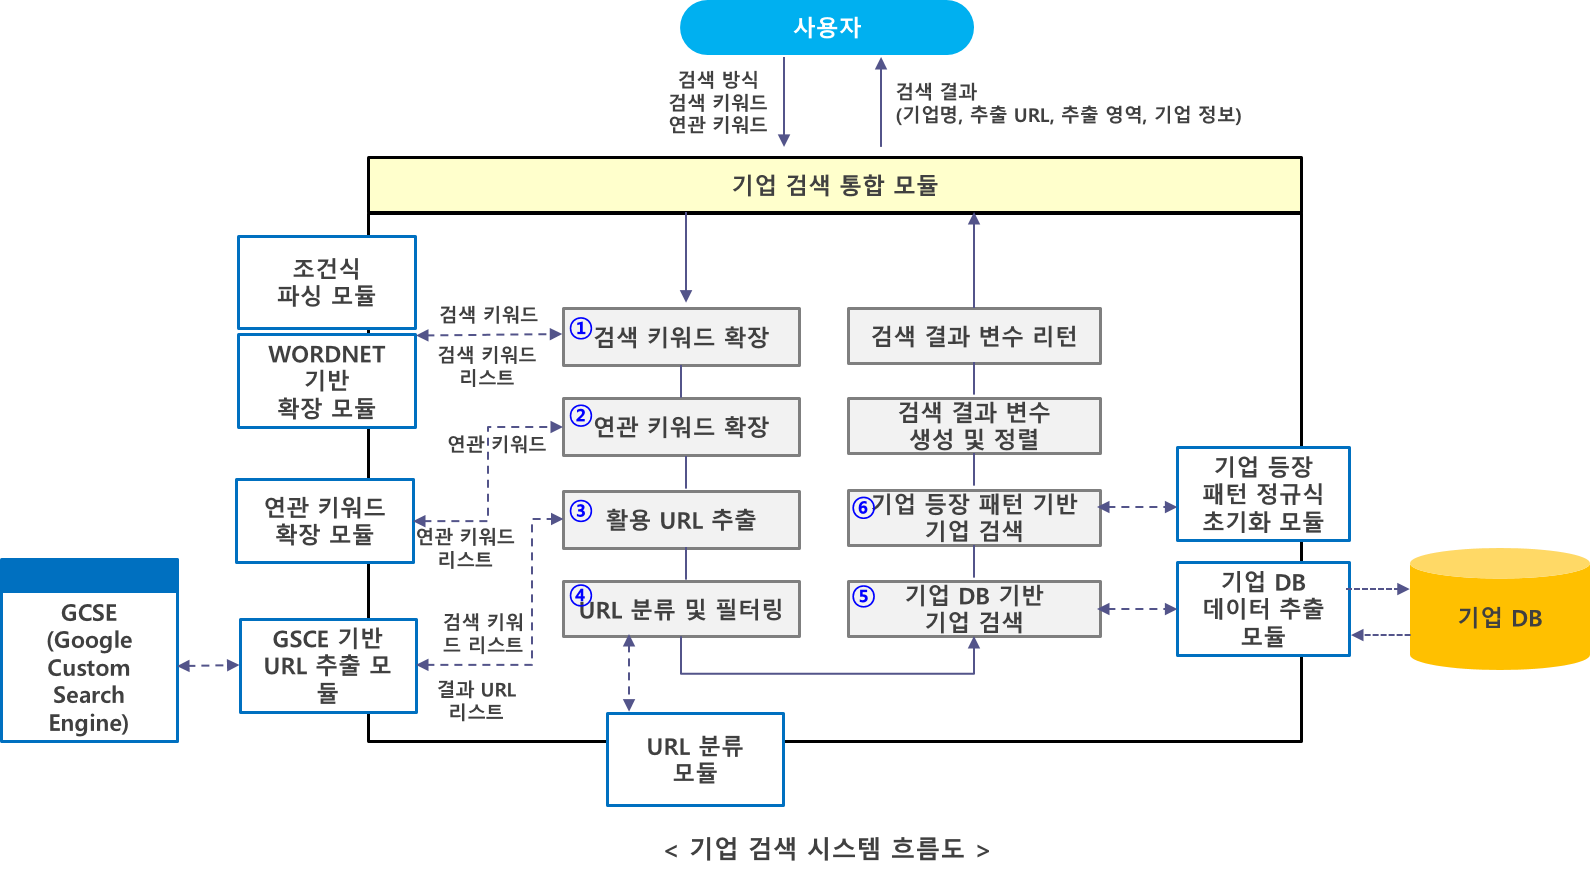 사용자
검색 방식
검색 키워드
연관 키워드
검색 결과
(기업명, 추출 URL, 추출 영역, 기업 정보)
기업 검색 통합 모듈
조건식
파싱 모듈
WORDNET
기반
확장 모듈
검색 키워드
검색 키워드
리스트
① 검색 키워드 확장
검색 결과 변수 리턴
② 연관 키워드 확장
검색 결과 변수
생성 및 정렬
연관 키워드
연관 키워드
확장 모듈
연관 키워드
리스트
③ 활용 URL 추출
⑥ 기업 등장 패턴 기반
기업 검색
기업 등장
패턴 정규식
초기화 모듈
④ URL 분류 및 필터링
⑤ 기업 DB 기반
기업 검색
기업 DB
데이터 추출
모듈
기업 DB
GCSE
(Google
Custom
Search
Engine)
GSCE 기반
URL 추출 모
듈
검색 키워
드 리스트
결과 URL
리스트
URL 분류
모듈
< 기업 검색 시스템 흐름도 >